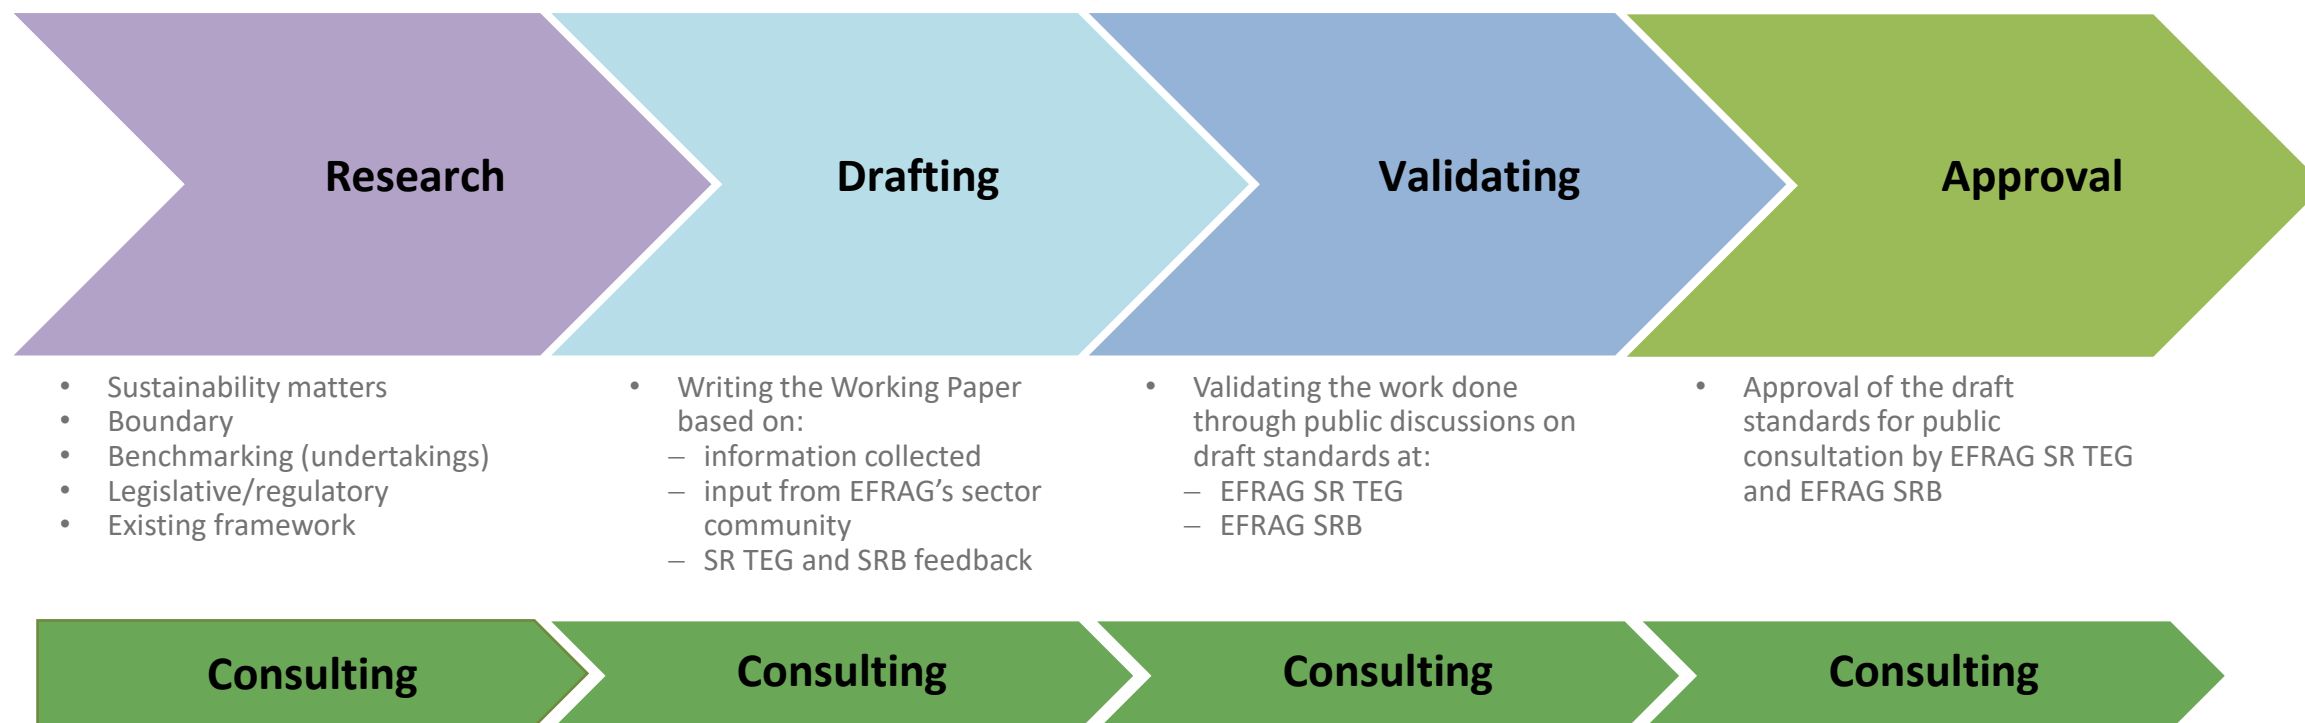 Research
Drafting
Validating
Approval
• Sustainability matters
• Boundary
• Benchmarking (undertakings)
• Legislative/regulatory
• Existing framework
• Writing the Working Paper
based on:
– information collected
– input from EFRAG’s sector
community
– SR TEG and SRB feedback
• Validating the work done
through public discussions on
draft standards at:
– EFRAG SR TEG
– EFRAG SRB
• Approval of the draft
standards for public
consultation by EFRAG SR TEG
and EFRAG SRB
Consulting
Consulting
Consulting
Consulting